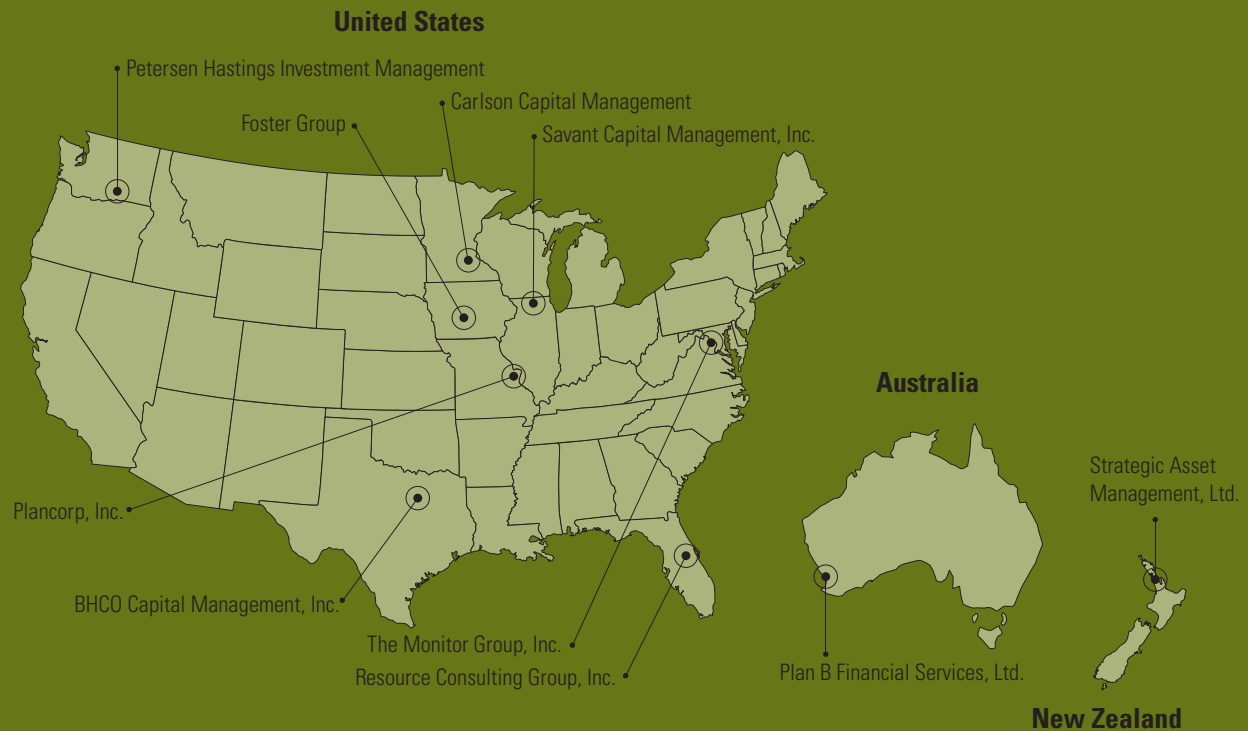 United States
Petersen Hastings Investment Management
Carlson Capital Management
Foster Group
Savant Capital Management, Inc.
Australia
Strategic Asset
Management, Ltd.
Plancorp, Inc.
BHCO Capital Management, Inc.
The Monitor Group, Inc.
Resource Consulting Group, Inc.
Plan B Financial Services, Ltd.
New Zealand